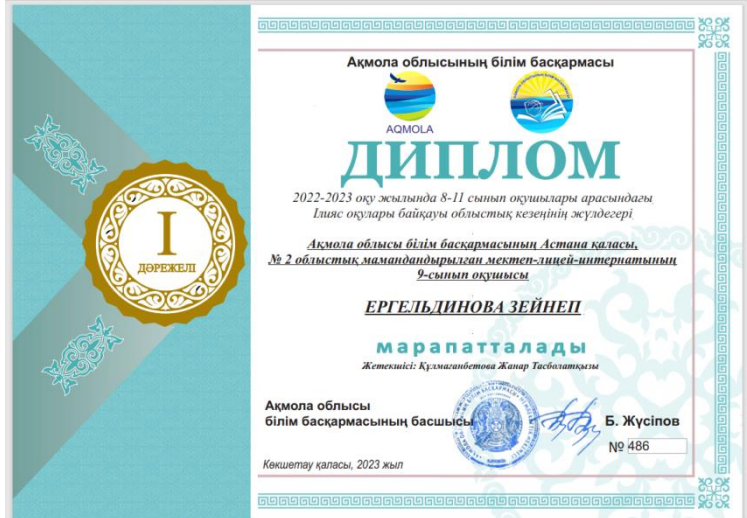 Ақмола облысының білім басқармасы
AQMOLA
ДИПЛОМ
2022-2023 оқу жылында 8-11 сынып оқушылары арасындағы
Ілияс оқулары байқауы облыстық кезеңінің жүлдегері
Ақмола облысы білім басқармасының Астана қаласы,
№ 2 облыстық мамандандырылған мектеп-лицей-интернатының
9-сынып оқушысы
ЕРГЕЛЬДИНОВА ЗЕЙНЕП
марапатталады
Жетекшісі: Құлмаганбетова Жанар Тасболатқызы
I
ДӘРЕЖЕЛІ
Ақмола облысы
білім басқармасының басшысы
Б. Жүсіпов
№ 486
Көкшетау қаласы, 2023 жыл